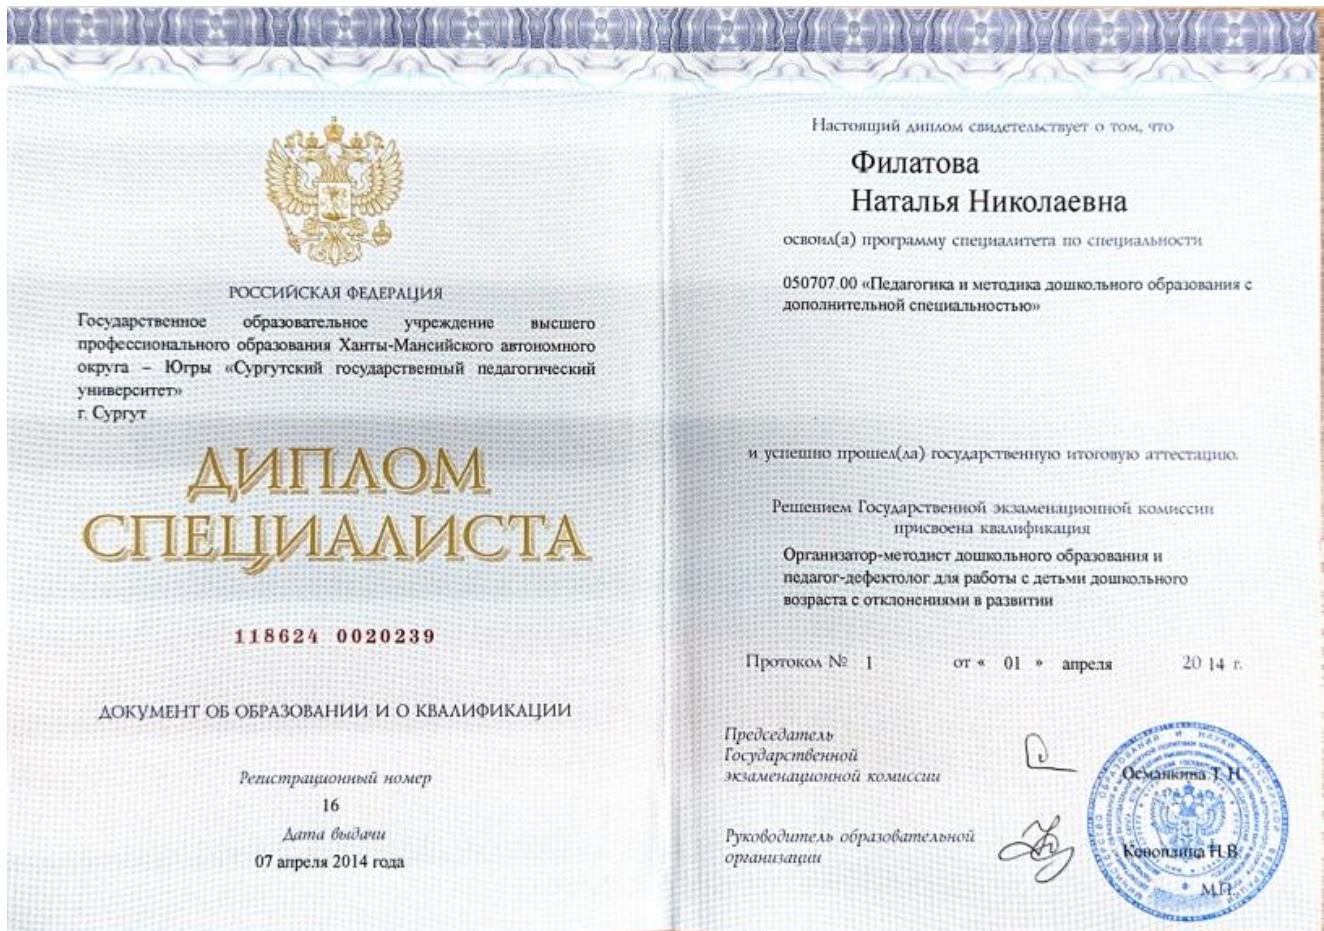 РОССИЙСКАЯ ФЕДЕРАЦИЯ
Государственное образовательное учреждение высшего
профессионального образования Ханты-Мансийского автономного
округа – Югры «Сургутский государственный педагогический
университет»
г. Сургут
ДИПЛОМ
СПЕЦИАЛИСТА
118624 0020239
ДОКУМЕНТ ОБ ОБРАЗОВАНИИ И О КВАЛИФИКАЦИИ
Регистрационный номер
16
Дата выдачи
07 апреля 2014 года
Настоящий диплом свидетельствует о том, что
Филатова
Наталья Николаевна
освоил(а) программу специалитета по специальности
050707.00 «Педагогика и методика дошкольного образования с
дополнительной специальностью»
и успешно прошел(ла) государственную итоговую аттестацию.
Решением Государственной экзаменационной комиссии
присвоена квалификация
Организатор-методист дошкольного образования и
педагог-дефектолог для работы с детьми дошкольного
возраста с отклонениями в развитии
Протокол № 1 от « 01 » апреля 20 14 г.
Председатель
Государственной
экзаменационной комиссии
Османкина Т. Н.
Руководитель образовательной
организации
Коноплина Н.В.
М.П.